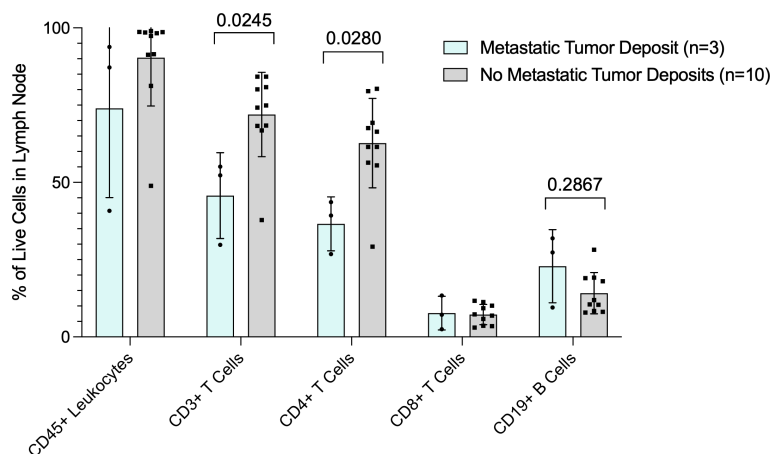 % of Live Cells in Lymph Node
100
50
0
0.0245
0.0280
0.2867
Metastatic Tumor Deposit (n=3)
No Metastatic Tumor Deposits (n=10)
CD45+ Leukocytes
CD3+ T Cells
CD4+ T Cells
CD8+ T Cells
CD19+ B Cells